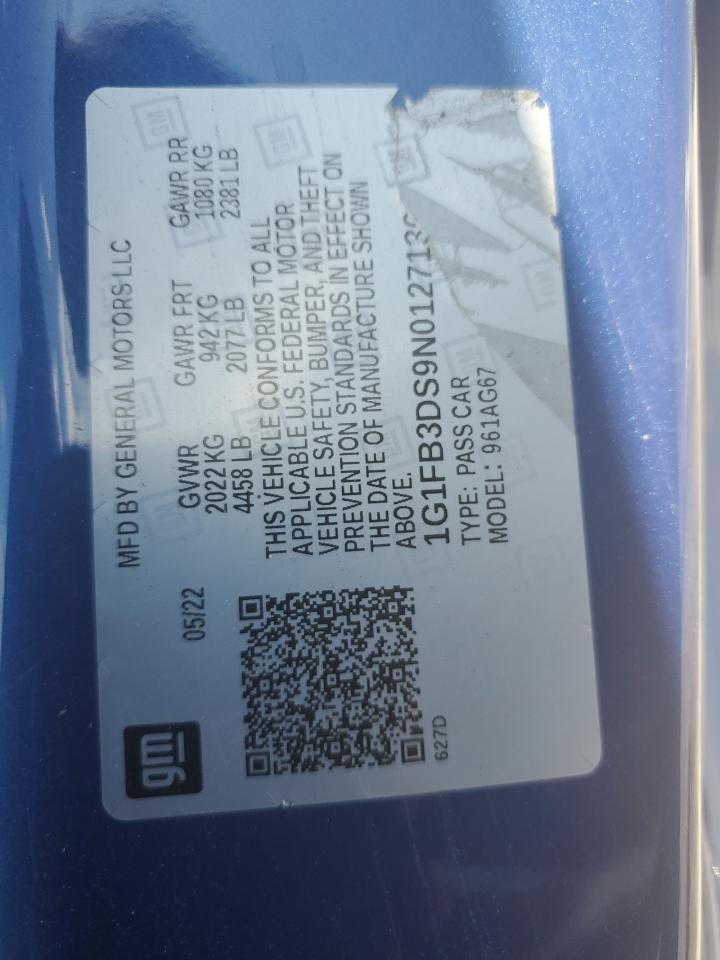 gm
05/22
MFD BY GENERAL MOTORS LLC
GVWR GAWR FRT GAWR RR
2022 KG 942 KG 1080 KG
4458 LB 2077 LB 2381 LB
THIS VEHICLE CONFORMS TO ALL
APPLICABLE U.S. FEDERAL MOTOR
VEHICLE SAFETY, BUMPER, AND THEFT
PREVENTION STANDARDS IN EFFECT ON
THE DATE OF MANUFACTURE SHOWN
ABOVE.
1G1FB3DS9N012713
TYPE: PASS CAR
MODEL: 961AG67
627D